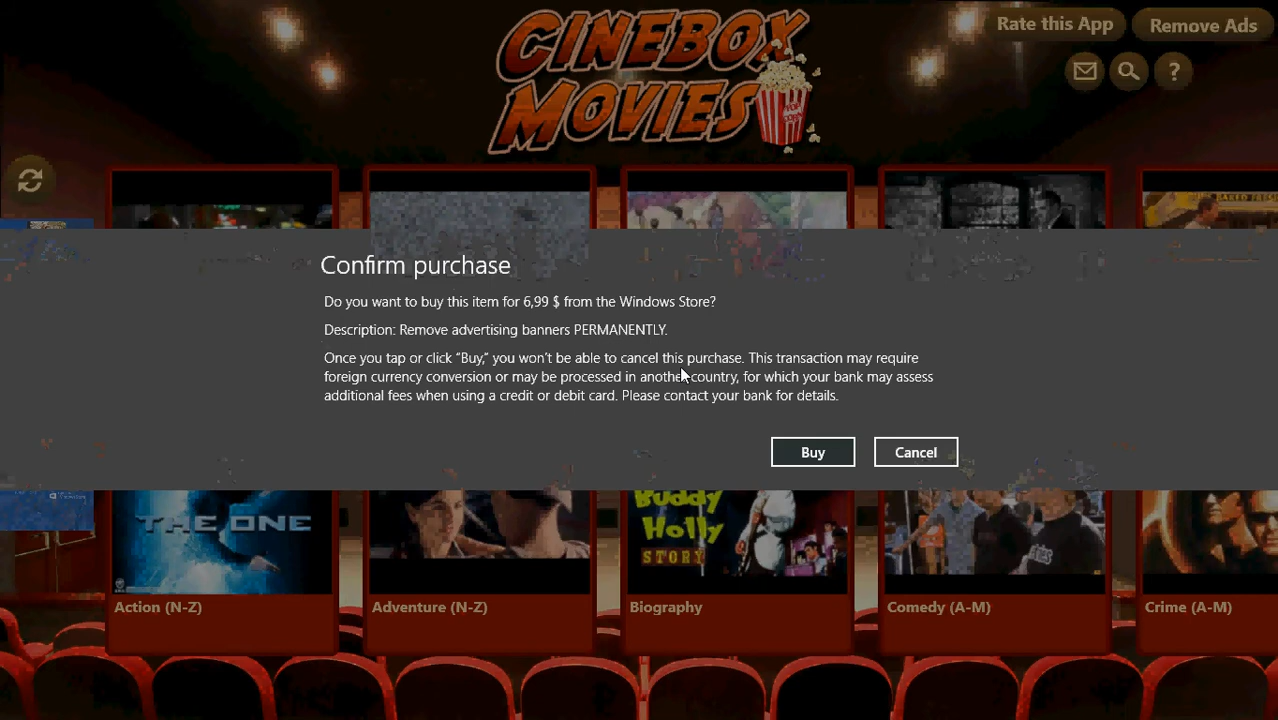 CINEBOX
MOVIES
POP
CORN
Rate this App
Remove Ads
?
Confirm purchase
Do you want to buy this item for 6,99 $ from the Windows Store?
Description: Remove advertising banners PERMANENTLY.
Once you tap or click “Buy,” you won’t be able to cancel this purchase. This transaction may require
foreign currency conversion or may be processed in another country, for which your bank may assess
additional fees when using a credit or debit card. Please contact your bank for details.
Buy
Cancel
THE ONE
Buddy
Holly
STORY
Action (N-Z)
Adventure (N-Z)
Biography
Comedy (A-M)
Crime (A-M)